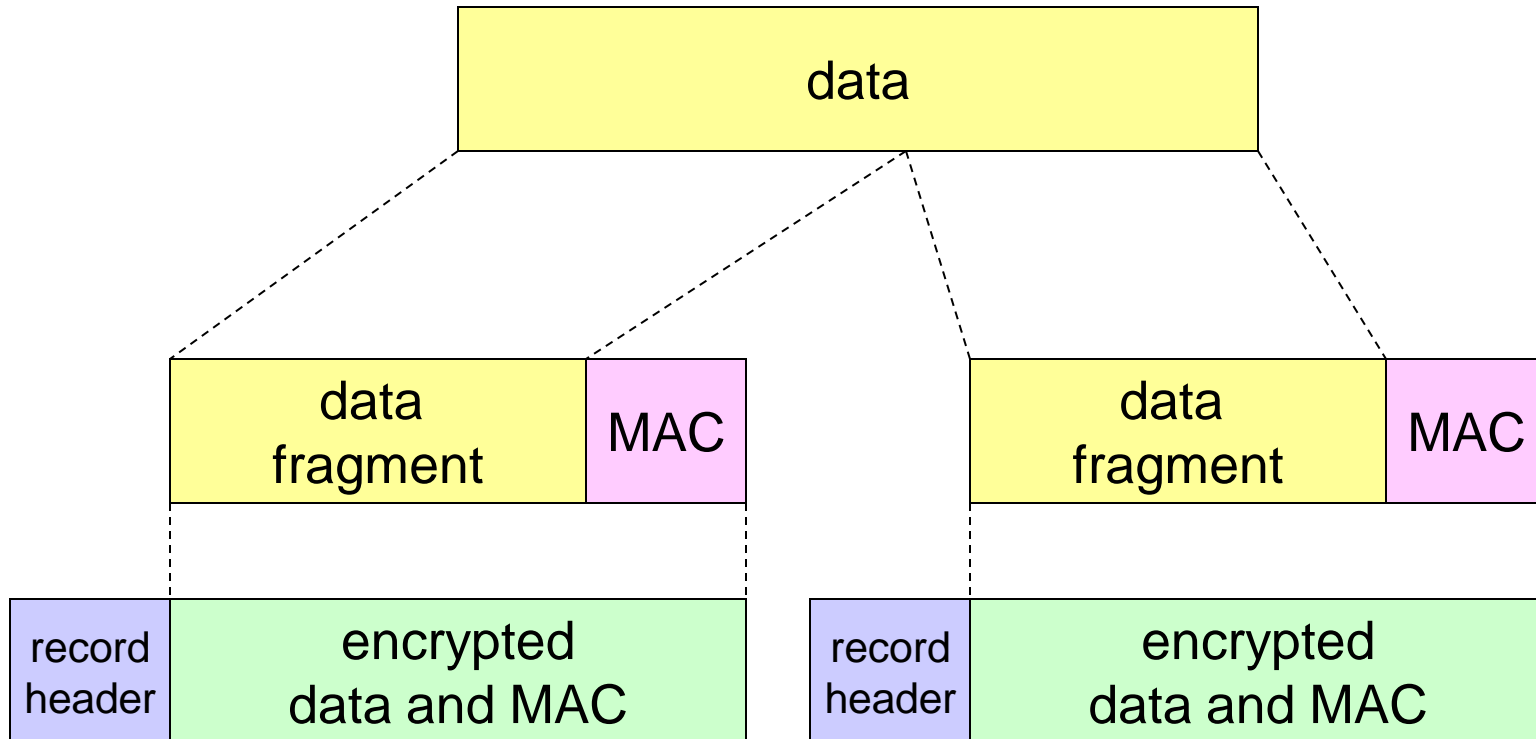 data
data
fragment
MAC
data
fragment
MAC
record
header
encrypted
data and MAC
record
header
encrypted
data and MAC